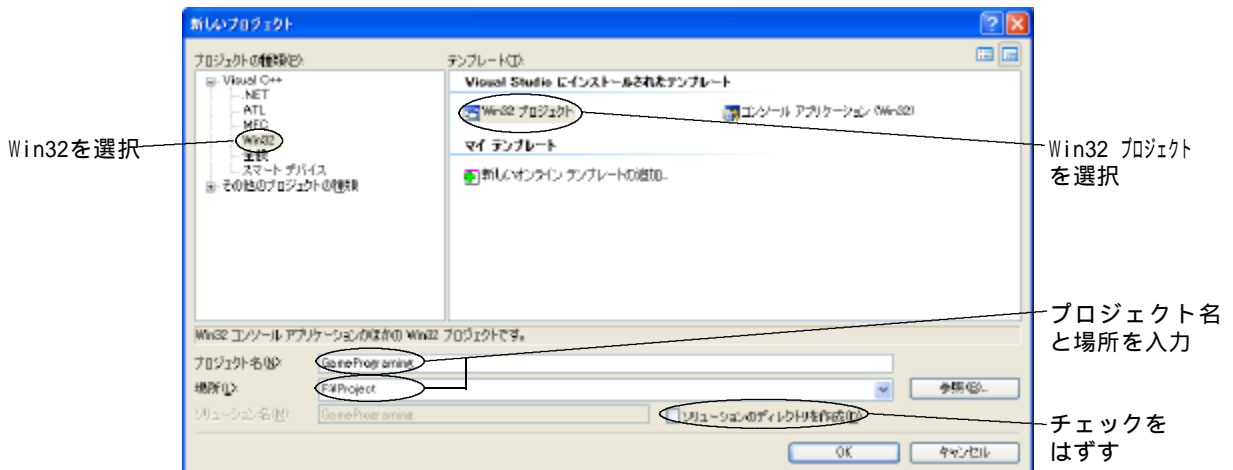 新しいプロジェクト
プロジェクトの種類(P):
テンプレート(T):
Visual C++
.NET
ATL
MFC
Win32
全般
スマート デバイス
その他のプロジェクトの種類
Visual Studio にインストールされたテンプレート
Win32 プロジェクト
コンソール アプリケーション (Win32)
マイ テンプレート
新しいオンライン テンプレートの追加...
Win32を選択
Win32 プロジェクト
を選択
Win32 コンソール アプリケーションかほかの Win32 プロジェクトです。
プロジェクト名(N):
GamePrograming
場所(L):
F:¥Project
参照(B)...
ソリューション名(M):
GamePrograming
ソリューションのディレクトリを作成(D)
OK
キャンセル
プロジェクト名
と場所を入力
チェックを
はずす